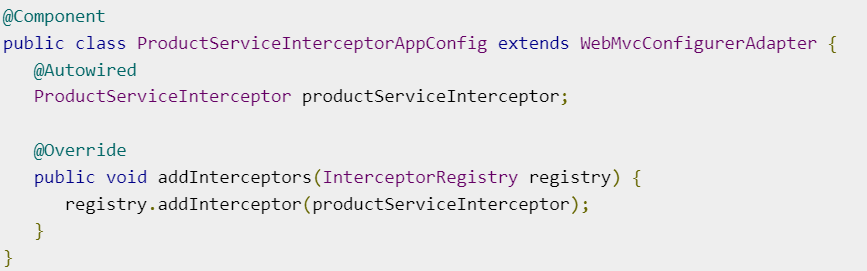 @Component
public class ProductServiceInterceptorAppConfig extends WebMvcConfigurerAdapter {
   @Autowired
   ProductServiceInterceptor productServiceInterceptor;

   @Override
   public void addInterceptors(InterceptorRegistry registry) {
      registry.addInterceptor(productServiceInterceptor);
   }
}